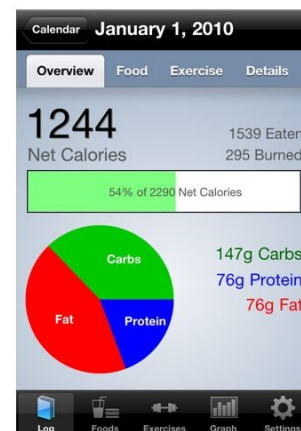 Calendar January 1, 2010
Overview Food Exercise Details
1244
Net Calories
1539 Eaten
295 Burned
54% of 2290 Net Calories
Carbs
Fat
Protein
147g Carbs
76g Protein
76g Fat
Log Foods Exercises Graph Settings